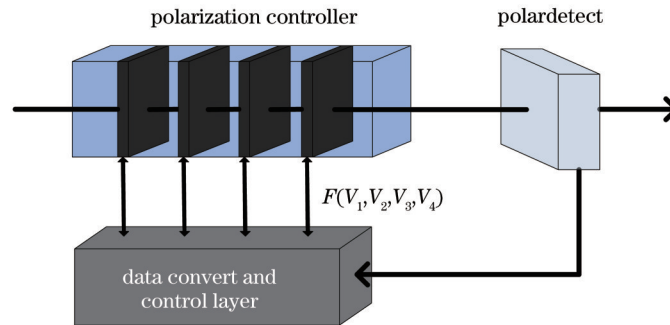 polarization controller
polardetect
F(V₁,V₂,V₃,V₄)
data convert and
control layer